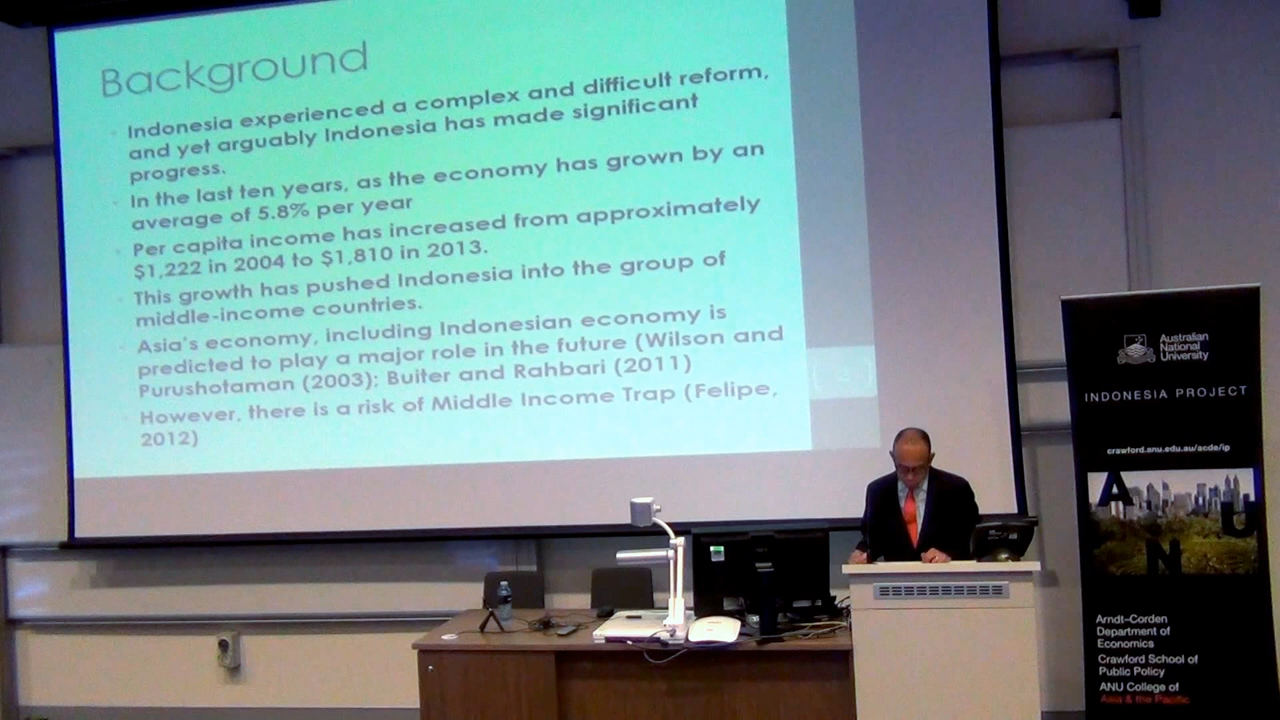 Background
Indonesia experienced a complex and difficult reform,
and yet arguably Indonesia has made significant
progress.
In the last ten years, as the economy has grown by an
average of 5.8% per year
Per capita income has increased from approximately
$1,222 in 2004 to $1,810 in 2013.
This growth has pushed Indonesia into the group of
middle-income countries.
Asia's economy, including Indonesian economy is
predicted to play a major role in the future (Wilson and
Purushotaman (2003); Buiter and Rahbari (2011)
However, there is a risk of Middle Income Trap (Felipe,
2012)
Australian
National
University
INDONESIA PROJECT
crawford.anu.edu.au/acde/ip
A
N
U
Arndt–Corden
Department of
Economics
Crawford School of
Public Policy
ANU College of
Asia & the Pacific